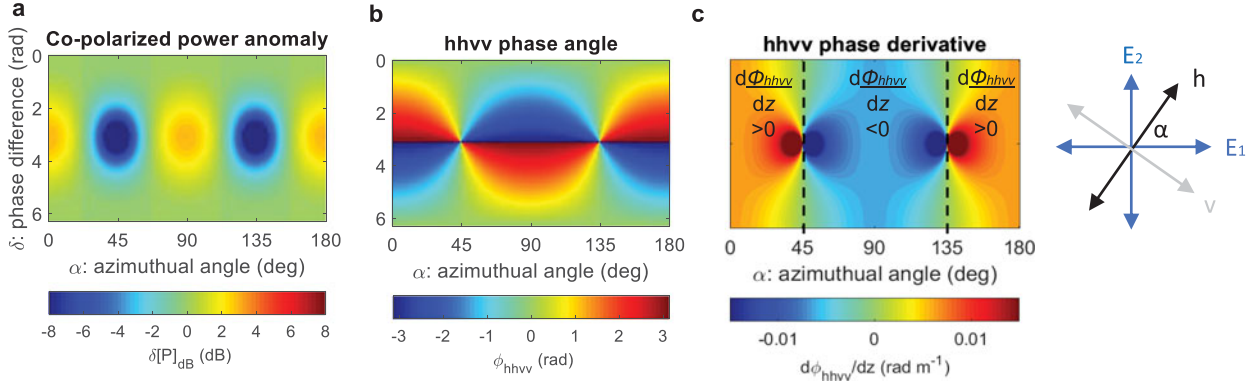 a
Co-polarized power anomaly
δ: phase difference (rad)
0
2
4
6
0 45 90 135 180
α: azimuthual angle (deg)
-8 -6 -4 -2 0 2 4 6 8
δ[P]dB (dB)
b
hhvv phase angle
0
2
4
6
0 45 90 135 180
α: azimuthual angle (deg)
-3 -2 -1 0 1 2 3
ϕhhvv (rad)
c
hhvv phase derivative
dΦhhvv dΦhhvv dΦhhvv
dz dz dz
>0 <0 >0
0 45 90 135 180
α: azimuthual angle (deg)
-0.01 0 0.01
dϕhhvv/dz (rad m-1)
E2
h
α
E1
v